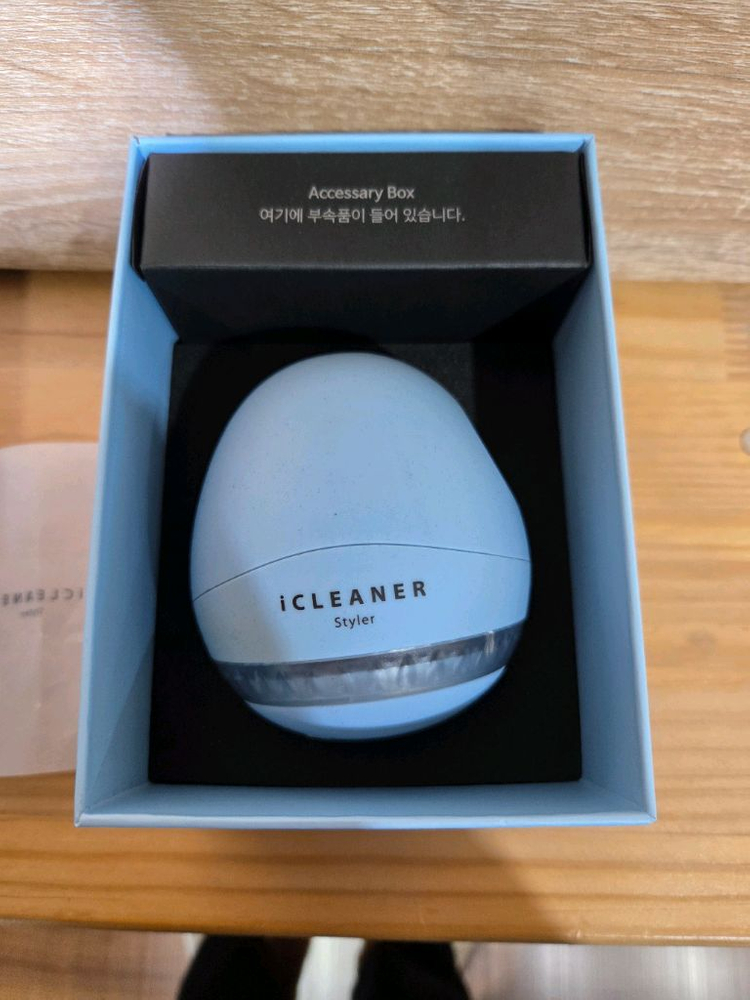 Accessary Box
여기에 부속품이 들어 있습니다.
iCLEANER
Styler